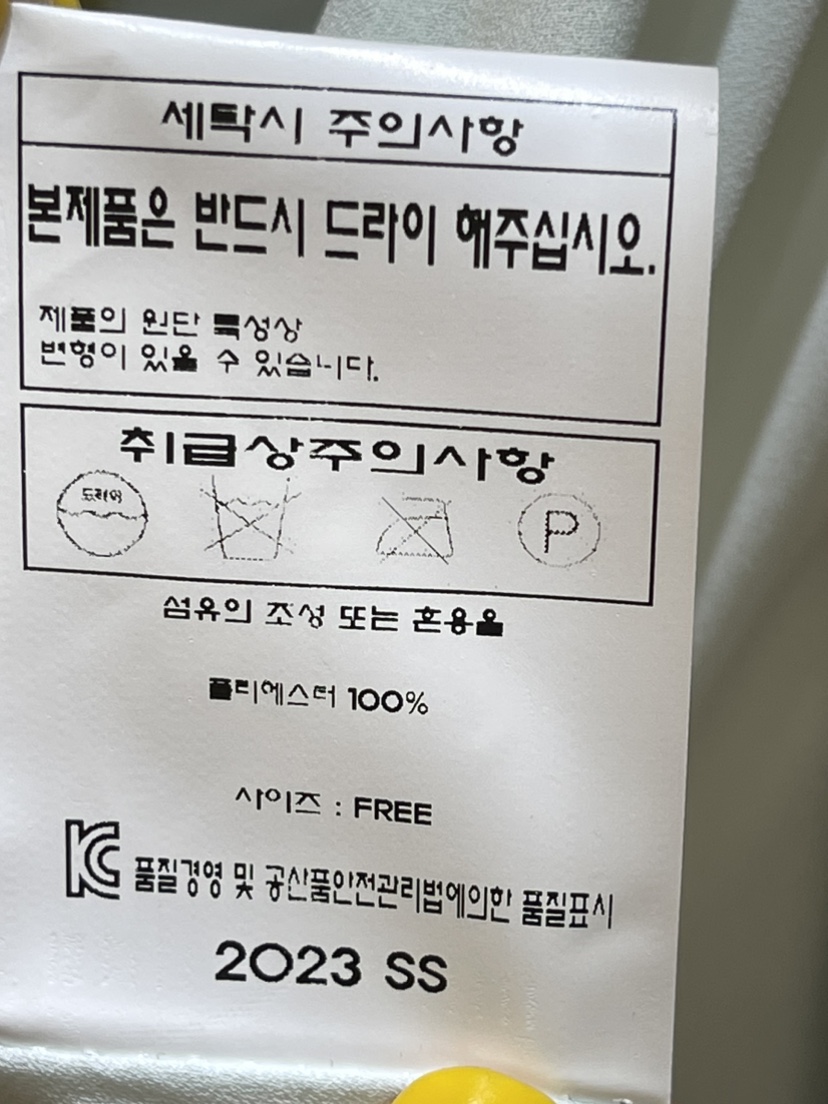 세탁시 주의사항
본제품은 반드시 드라이 해주십시오.
제품의 원단 특성상
변형이 있을 수 있습니다.
취급상주의사항
드라이
P
섬유의 조성 또는 혼용율
폴리에스터 100%
사이즈 : FREE
KC 품질경영 및 공산품안전관리법에의한 품질표시
2023 SS